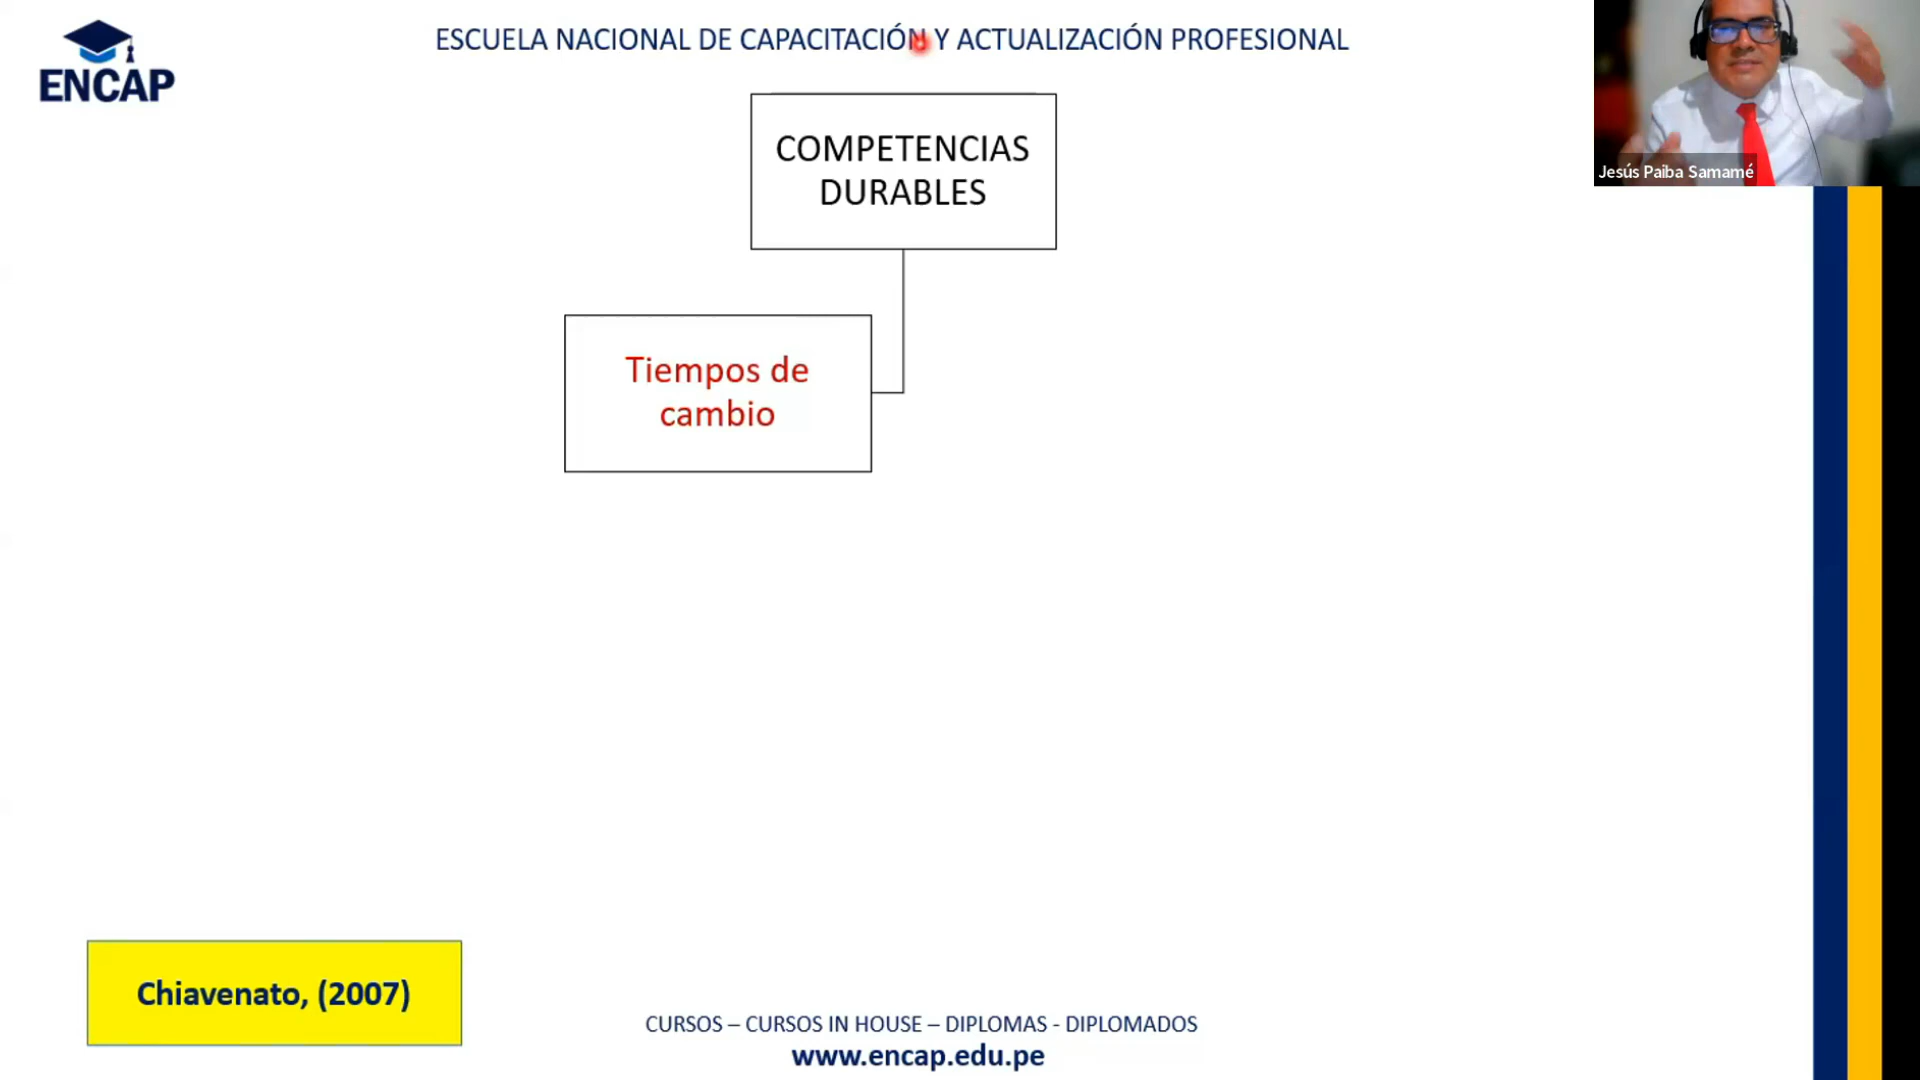 ENCAP
ESCUELA NACIONAL DE CAPACITACIÓN Y ACTUALIZACIÓN PROFESIONAL
Jesús Paiba Samamé
COMPETENCIAS
DURABLES
Tiempos de
cambio
Chiavenato, (2007)
CURSOS – CURSOS IN HOUSE – DIPLOMAS - DIPLOMADOS
www.encap.edu.pe